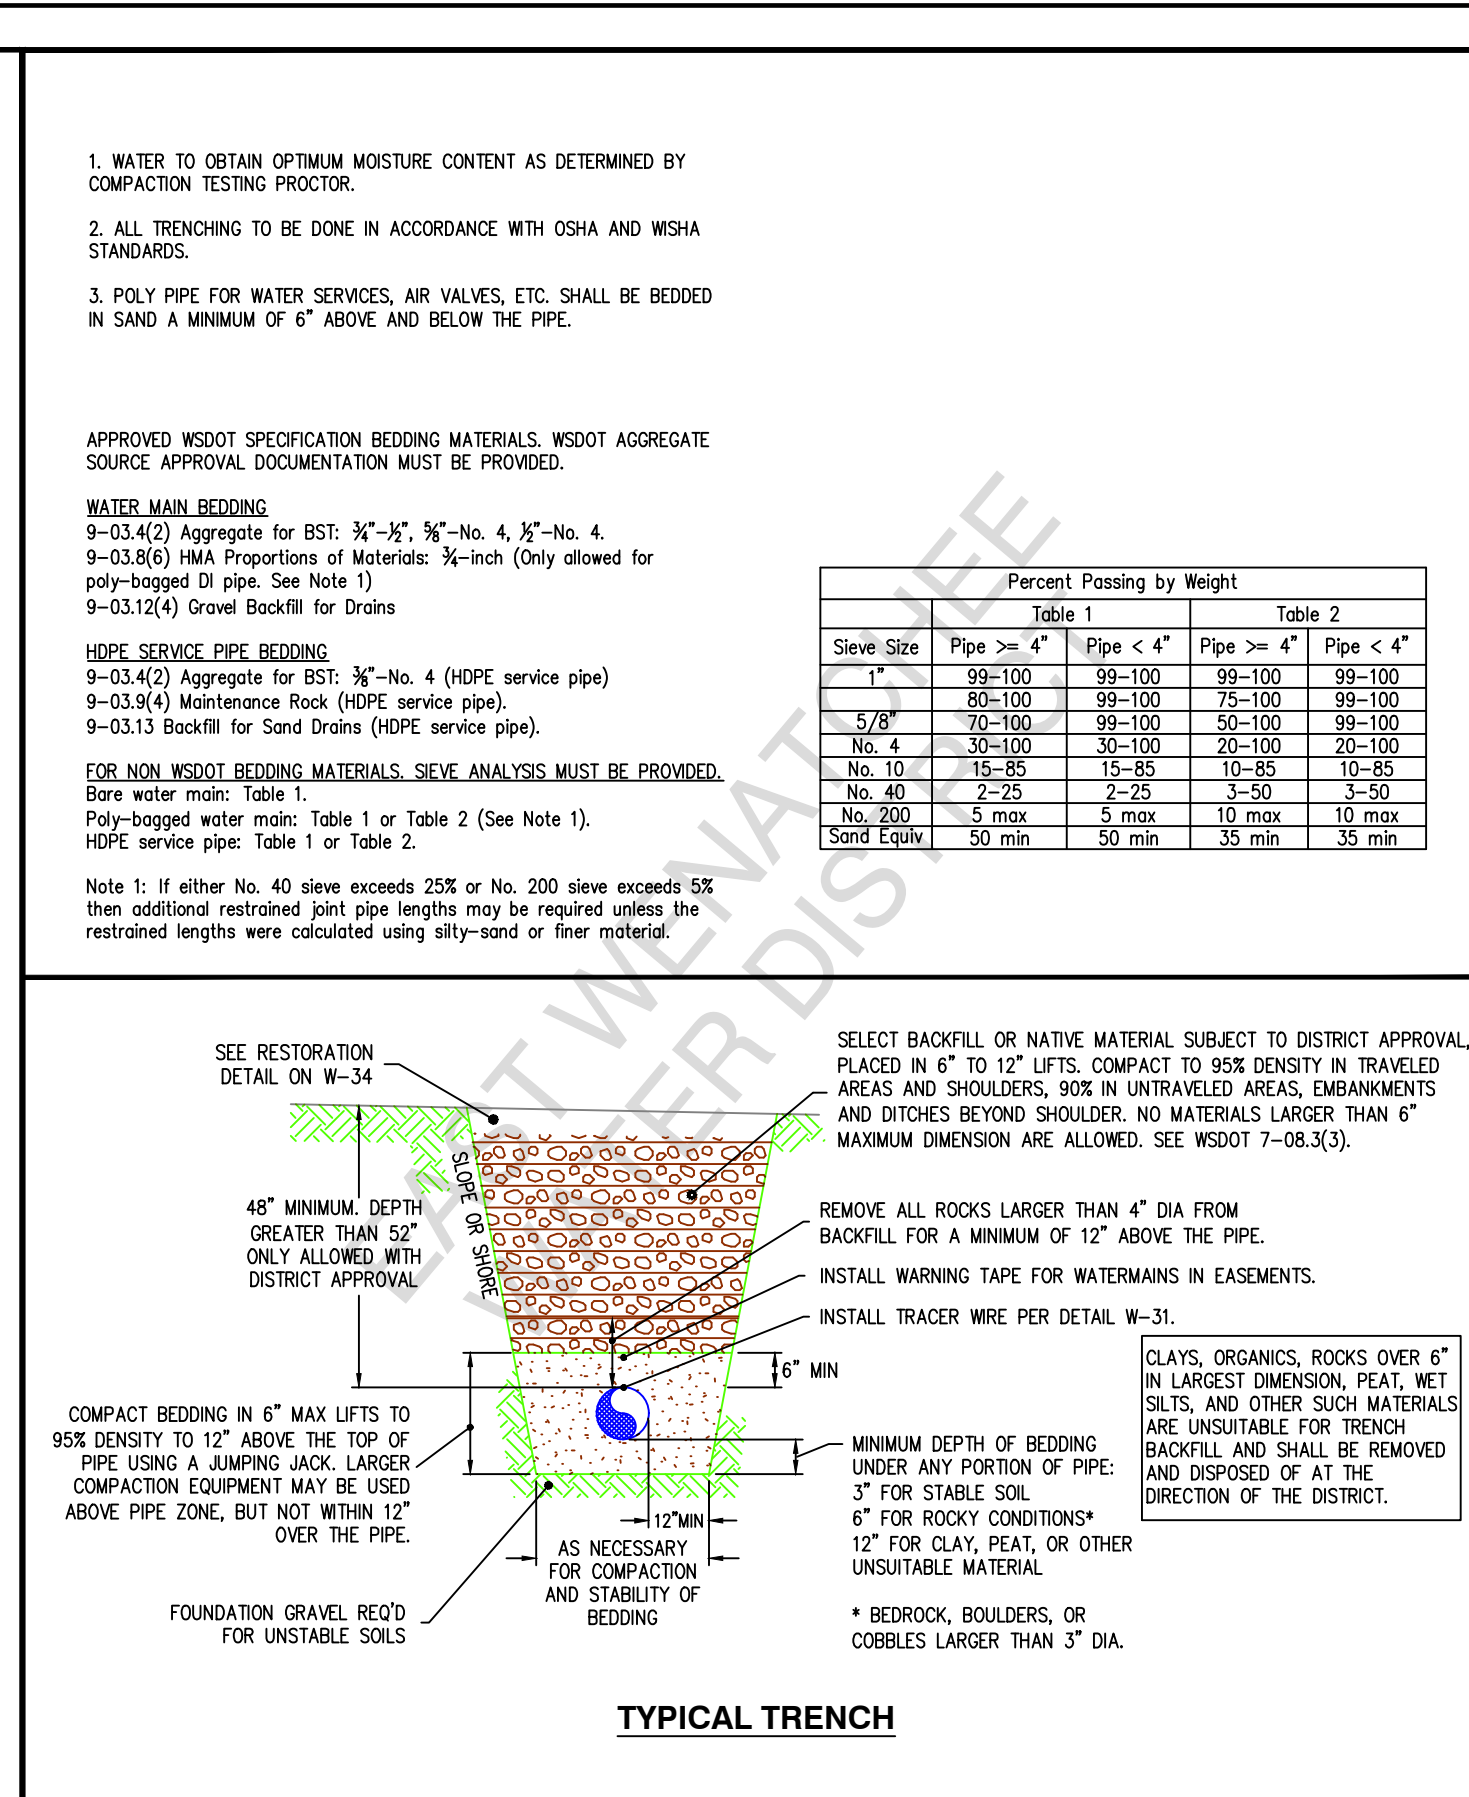 1. WATER TO OBTAIN OPTIMUM MOISTURE CONTENT AS DETERMINED BY
COMPACTION TESTING PROCTOR.
2. ALL TRENCHING TO BE DONE IN ACCORDANCE WITH OSHA AND WISHA
STANDARDS.
3. POLY PIPE FOR WATER SERVICES, AIR VALVES, ETC. SHALL BE BEDDED
IN SAND A MINIMUM OF 6" ABOVE AND BELOW THE PIPE.
APPROVED WSDOT SPECIFICATION BEDDING MATERIALS. WSDOT AGGREGATE
SOURCE APPROVAL DOCUMENTATION MUST BE PROVIDED.
WATER MAIN BEDDING
9-03.4(2) Aggregate for BST: ¾"-½", ⅝"-No. 4, ½"-No. 4.
9-03.8(6) HMA Proportions of Materials: ¾-inch (Only allowed for
poly-bagged DI pipe. See Note 1)
9-03.12(4) Gravel Backfill for Drains
HDPE SERVICE PIPE BEDDING
9-03.4(2) Aggregate for BST: ⅜"-No. 4 (HDPE service pipe)
9-03.9(4) Maintenance Rock (HDPE service pipe).
9-03.13 Backfill for Sand Drains (HDPE service pipe).
FOR NON WSDOT BEDDING MATERIALS. SIEVE ANALYSIS MUST BE PROVIDED.
Bare water main: Table 1.
Poly-bagged water main: Table 1 or Table 2 (See Note 1).
HDPE service pipe: Table 1 or Table 2.
Note 1: If either No. 40 sieve exceeds 25% or No. 200 sieve exceeds 5%
then additional restrained joint pipe lengths may be required unless the
restrained lengths were calculated using silty-sand or finer material.
Percent Passing by Weight
Table 1 Table 2
Sieve Size Pipe >= 4" Pipe < 4" Pipe >= 4" Pipe < 4"
1" 99-100 99-100 99-100 99-100
80-100 99-100 75-100 99-100
5/8" 70-100 99-100 50-100 99-100
No. 4 30-100 30-100 20-100 20-100
No. 10 15-85 15-85 10-85 10-85
No. 40 2-25 2-25 3-50 3-50
No. 200 5 max 5 max 10 max 10 max
Sand Equiv 50 min 50 min 35 min 35 min
EAST WENATCHEE
WATER DISTRICT
SEE RESTORATION
DETAIL ON W-34
48" MINIMUM. DEPTH
GREATER THAN 52"
ONLY ALLOWED WITH
DISTRICT APPROVAL
SLOPE OR SHORE
COMPACT BEDDING IN 6" MAX LIFTS TO
95% DENSITY TO 12" ABOVE THE TOP OF
PIPE USING A JUMPING JACK. LARGER
COMPACTION EQUIPMENT MAY BE USED
ABOVE PIPE ZONE, BUT NOT WITHIN 12"
OVER THE PIPE.
FOUNDATION GRAVEL REQ'D
FOR UNSTABLE SOILS
12"MIN
AS NECESSARY
FOR COMPACTION
AND STABILITY OF
BEDDING
SELECT BACKFILL OR NATIVE MATERIAL SUBJECT TO DISTRICT APPROVAL,
PLACED IN 6" TO 12" LIFTS. COMPACT TO 95% DENSITY IN TRAVELED
AREAS AND SHOULDERS, 90% IN UNTRAVELED AREAS, EMBANKMENTS
AND DITCHES BEYOND SHOULDER. NO MATERIALS LARGER THAN 6"
MAXIMUM DIMENSION ARE ALLOWED. SEE WSDOT 7-08.3(3).
REMOVE ALL ROCKS LARGER THAN 4" DIA FROM
BACKFILL FOR A MINIMUM OF 12" ABOVE THE PIPE.
INSTALL WARNING TAPE FOR WATERMAINS IN EASEMENTS.
INSTALL TRACER WIRE PER DETAIL W-31.
6" MIN
MINIMUM DEPTH OF BEDDING
UNDER ANY PORTION OF PIPE:
3" FOR STABLE SOIL
6" FOR ROCKY CONDITIONS*
12" FOR CLAY, PEAT, OR OTHER
UNSUITABLE MATERIAL
* BEDROCK, BOULDERS, OR
COBBLES LARGER THAN 3" DIA.
CLAYS, ORGANICS, ROCKS OVER 6"
IN LARGEST DIMENSION, PEAT, WET
SILTS, AND OTHER SUCH MATERIALS
ARE UNSUITABLE FOR TRENCH
BACKFILL AND SHALL BE REMOVED
AND DISPOSED OF AT THE
DIRECTION OF THE DISTRICT.
TYPICAL TRENCH